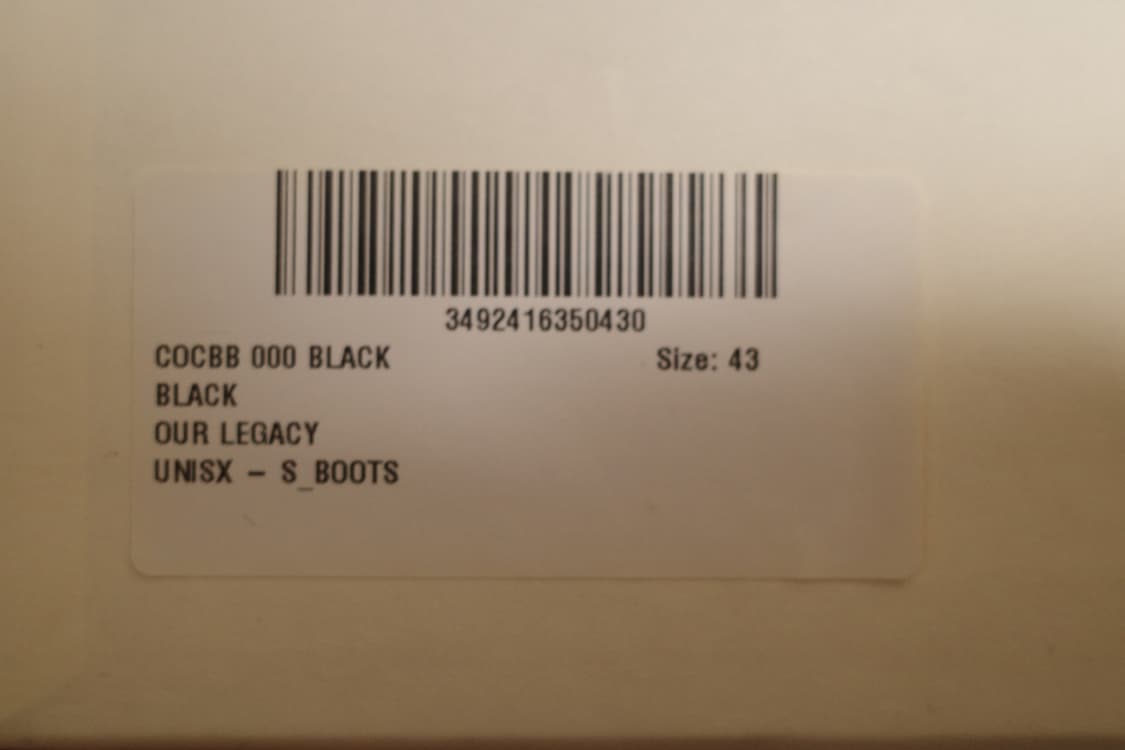 3492416350430
COCBB 000 BLACK
Size: 43
BLACK
OUR LEGACY
UNISX – S_BOOTS